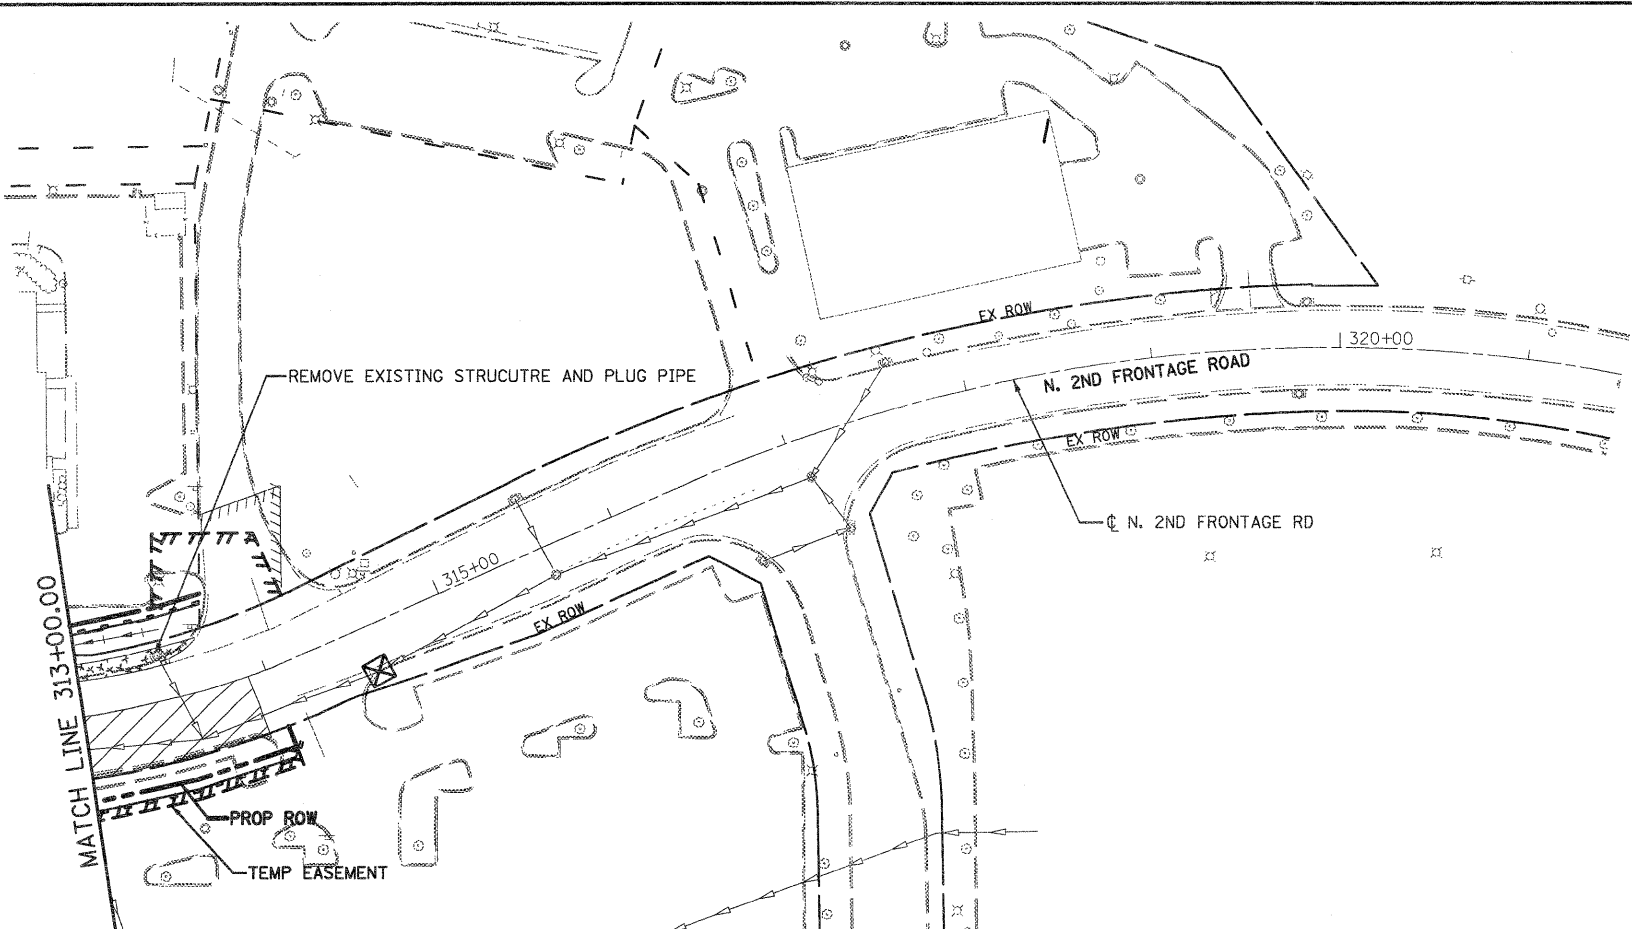 EX ROW
320+00
N. 2ND FRONTAGE ROAD
REMOVE EXISTING STRUCUTRE AND PLUG PIPE
EX ROW
℄ N. 2ND FRONTAGE RD
315+00
EX ROW
MATCH LINE 313+00.00
PROP ROW
TEMP EASEMENT